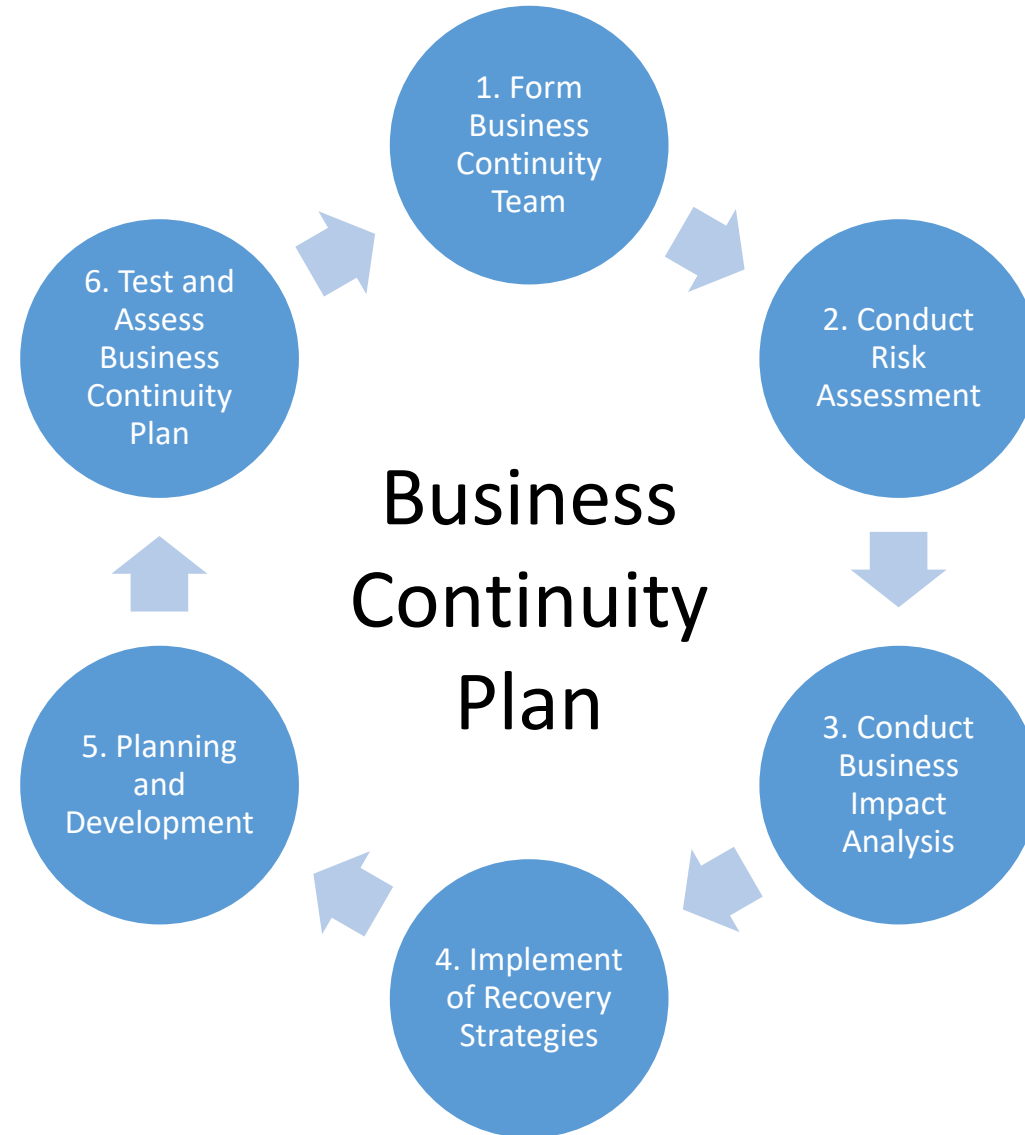 1. Form
Business
Continuity
Team
2. Conduct
Risk
Assessment
3. Conduct
Business
Impact
Analysis
4. Implement
of Recovery
Strategies
5. Planning
and
Development
6. Test and
Assess
Business
Continuity
Plan
Business
Continuity
Plan